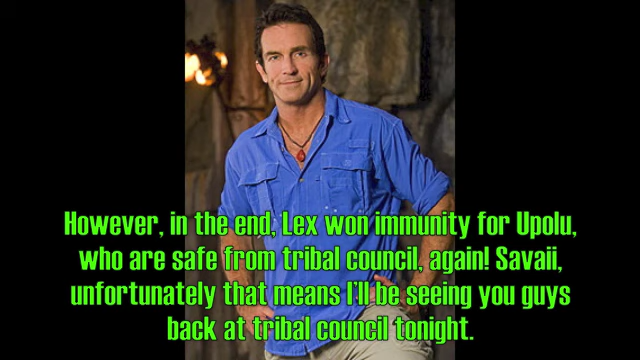 However, in the end, Lex won immunity for Upolu,
who are safe from tribal council, again! Savaii,
unfortunately that means I'll be seeing you guys
back at tribal council tonight.